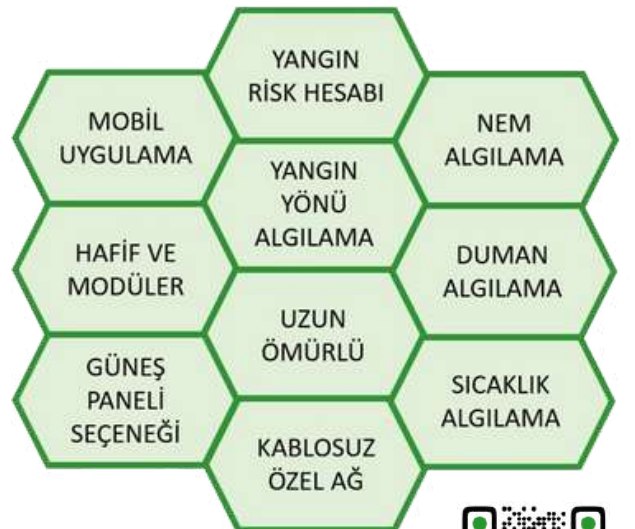 YANGIN
RİSK HESABI
MOBİL
UYGULAMA
NEM
ALGILAMA
YANGIN
YÖNÜ
ALGILAMA
HAFİF VE
MODÜLER
DUMAN
ALGILAMA
UZUN
ÖMÜRLÜ
GÜNEŞ
PANELİ
SEÇENEĞİ
SICAKLIK
ALGILAMA
KABLOSUZ
ÖZEL AĞ